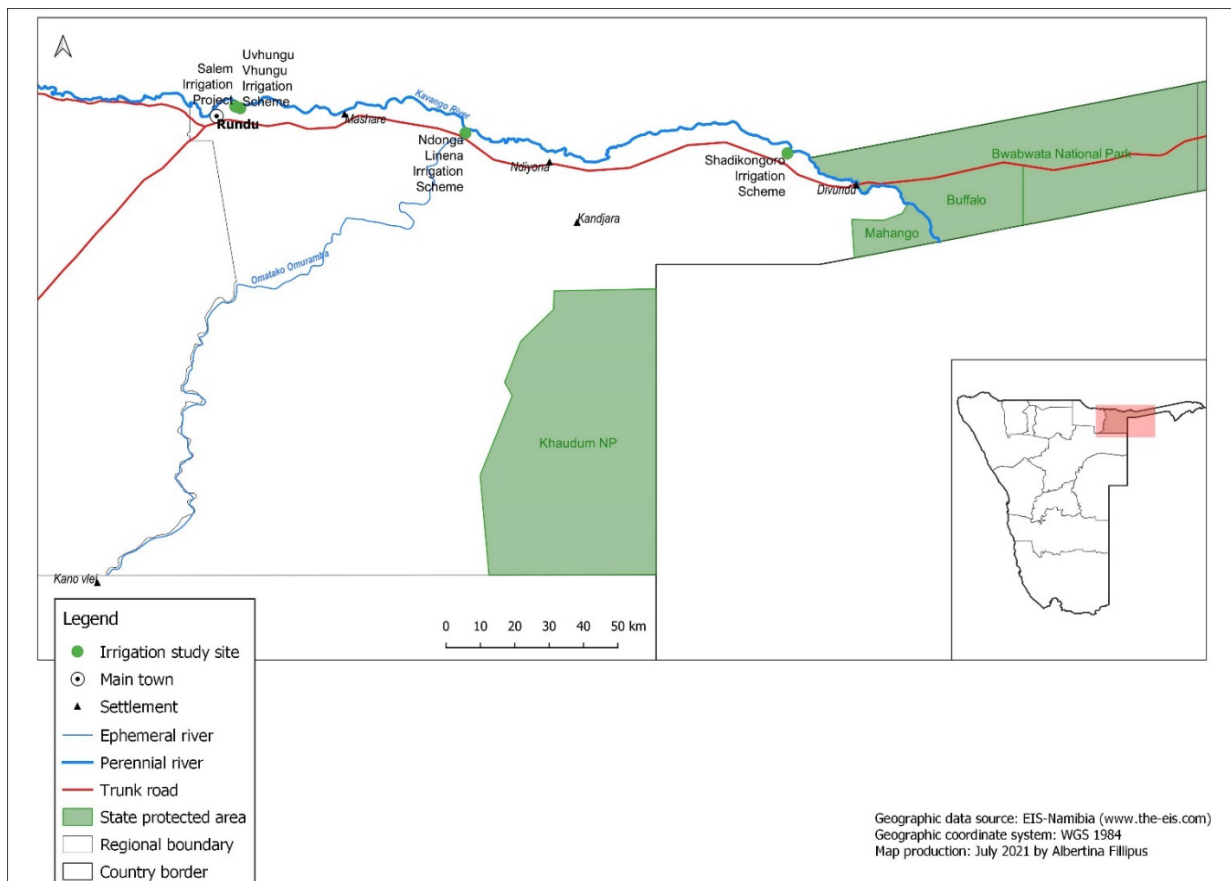 Salem
Irrigation
Project
Uvhungu
Vhungu
Irrigation
Scheme
Rundu
Mashare
Kavango River
Ndonga
Linena
Irrigation
Scheme
Ndiyona
Shadikongoro
Irrigation
Scheme
Divundu
Bwabwata National Park
Buffalo
Mahango
Kandjara
Omatako Omuramba
Khaudum NP
Kano vlei
0 10 20 30 40 50 km
Legend
Irrigation study site
Main town
Settlement
Ephemeral river
Perennial river
Trunk road
State protected area
Regional boundary
Country border
Geographic data source: EIS-Namibia (www.the-eis.com)
Geographic coordinate system: WGS 1984
Map production: July 2021 by Albertina Fillipus